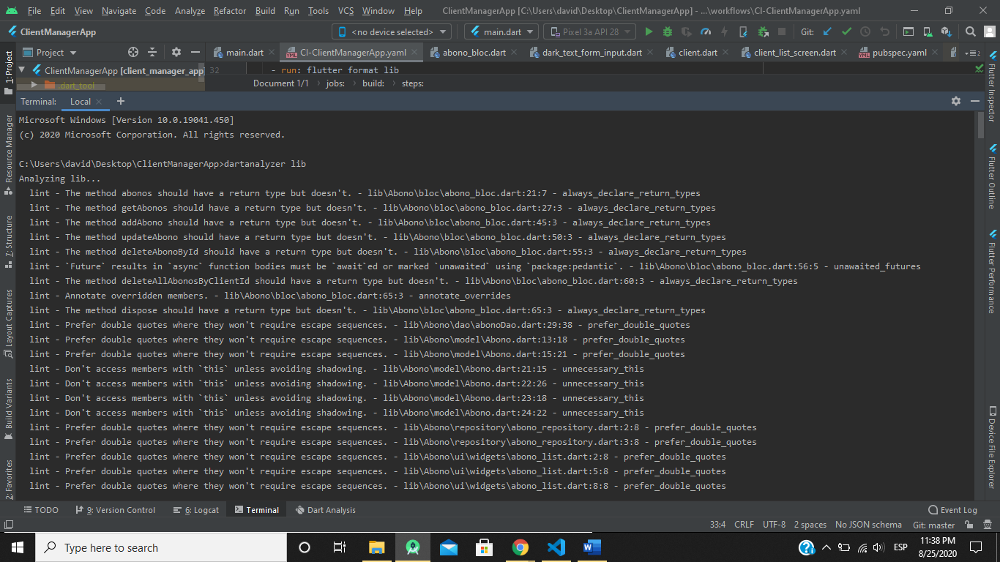 File Edit View Navigate Code Analyze Refactor Build Run Tools VCS Window Help ClientManagerApp [C:\Users\david\Desktop\ClientManagerApp] - ...\workflows\CI-ClientManagerApp.yaml
ClientManagerApp <no device selected> main.dart Pixel 3a API 28 Git:
Project main.dart CI-ClientManagerApp.yaml abono_bloc.dart dark_text_form_input.dart client.dart client_list_screen.dart pubspec.yaml 2
ClientManagerApp [client_manager_app] 32 - run: flutter format lib
.dart_tool Document 1/1 jobs: build: steps:
Terminal: Local +
Microsoft Windows [Version 10.0.19041.450]
(c) 2020 Microsoft Corporation. All rights reserved.
C:\Users\david\Desktop\ClientManagerApp>dartanalyzer lib
Analyzing lib...
lint - The method abonos should have a return type but doesn't. - lib\Abono\bloc\abono_bloc.dart:21:7 - always_declare_return_types
lint - The method getAbonos should have a return type but doesn't. - lib\Abono\bloc\abono_bloc.dart:27:3 - always_declare_return_types
lint - The method addAbono should have a return type but doesn't. - lib\Abono\bloc\abono_bloc.dart:45:3 - always_declare_return_types
lint - The method updateAbono should have a return type but doesn't. - lib\Abono\bloc\abono_bloc.dart:50:3 - always_declare_return_types
lint - The method deleteAbonoById should have a return type but doesn't. - lib\Abono\bloc\abono_bloc.dart:55:3 - always_declare_return_types
lint - `Future` results in `async` function bodies must be `await`ed or marked `unawaited` using `package:pedantic`. - lib\Abono\bloc\abono_bloc.dart:56:5 - unawaited_futures
lint - The method deleteAllAbonosByClientId should have a return type but doesn't. - lib\Abono\bloc\abono_bloc.dart:60:3 - always_declare_return_types
lint - Annotate overridden members. - lib\Abono\bloc\abono_bloc.dart:65:3 - annotate_overrides
lint - The method dispose should have a return type but doesn't. - lib\Abono\bloc\abono_bloc.dart:65:3 - always_declare_return_types
lint - Prefer double quotes where they won't require escape sequences. - lib\Abono\dao\abonoDao.dart:29:38 - prefer_double_quotes
lint - Prefer double quotes where they won't require escape sequences. - lib\Abono\model\Abono.dart:13:18 - prefer_double_quotes
lint - Prefer double quotes where they won't require escape sequences. - lib\Abono\model\Abono.dart:15:21 - prefer_double_quotes
lint - Don't access members with `this` unless avoiding shadowing. - lib\Abono\model\Abono.dart:21:15 - unnecessary_this
lint - Don't access members with `this` unless avoiding shadowing. - lib\Abono\model\Abono.dart:22:26 - unnecessary_this
lint - Don't access members with `this` unless avoiding shadowing. - lib\Abono\model\Abono.dart:23:18 - unnecessary_this
lint - Don't access members with `this` unless avoiding shadowing. - lib\Abono\model\Abono.dart:24:22 - unnecessary_this
lint - Prefer double quotes where they won't require escape sequences. - lib\Abono\repository\abono_repository.dart:2:8 - prefer_double_quotes
lint - Prefer double quotes where they won't require escape sequences. - lib\Abono\repository\abono_repository.dart:3:8 - prefer_double_quotes
lint - Prefer double quotes where they won't require escape sequences. - lib\Abono\ui\widgets\abono_list.dart:2:8 - prefer_double_quotes
lint - Prefer double quotes where they won't require escape sequences. - lib\Abono\ui\widgets\abono_list.dart:5:8 - prefer_double_quotes
lint - Prefer double quotes where they won't require escape sequences. - lib\Abono\ui\widgets\abono_list.dart:8:8 - prefer_double_quotes
1: Project
Resource Manager
7: Structure
Layout Captures
Build Variants
2: Favorites
Flutter Inspector
Flutter Outline
Flutter Performance
Device File Explorer
TODO 9: Version Control 6: Logcat Terminal Dart Analysis Event Log
33:4 CRLF UTF-8 2 spaces No JSON schema Git: master
Type here to search ESP
11:38 PM
8/25/2020